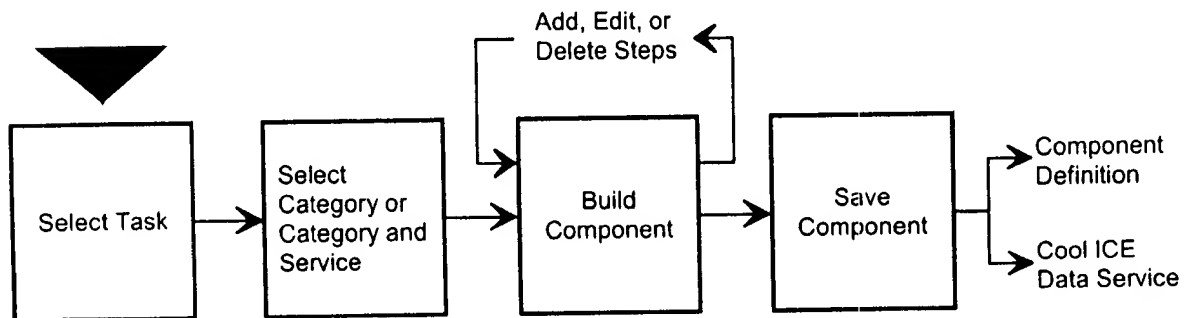 Add, Edit, or
Delete Steps
Select Task
Select
Category or
Category and
Service
Build
Component
Save
Component
Component
Definition
Cool ICE
Data Service